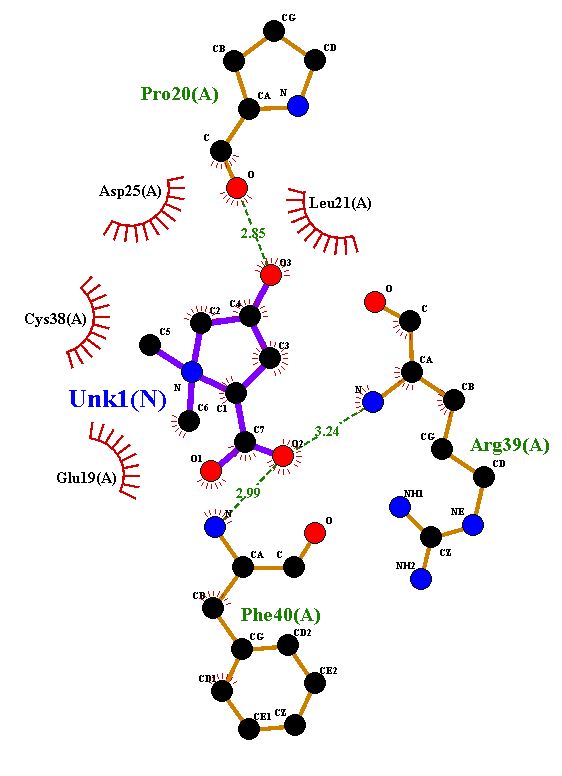 CG
CB
CD
Pro20(A)
CA
N
C
O
Asp25(A)
Leu21(A)
2.85
O3
Cys38(A)
C2
C4
O
C
C5
C3
N
C1
CA
Unk1(N)
C6
N
CB
C7
O2
3.24
CG
Arg39(A)
O1
CD
Glu19(A)
2.99
NH1
N
O
NE
CA
C
CZ
NH2
CB
Phe40(A)
CG
CD2
CD1
CE2
CE1
CZ